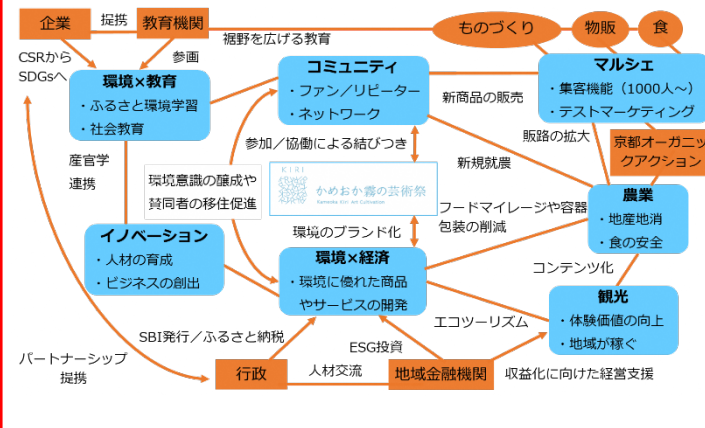 企業
提携
教育機関
ものづくり
物販
食
裾野を広げる教育
CSRから
SDGsへ
参画
環境×教育
・ふるさと環境学習
・社会教育
コミュニティ
・ファン／リピーター
・ネットワーク
マルシェ
・集客機能（1000人～）
・テストマーケティング
新商品の販売
販路の拡大
京都オーガニッ
クアクション
参加／協働による結びつき
産官学
連携
環境意識の醸成や
賛同者の移住促進
KIRI
かめおか霧の芸術祭
Kameoka Kiri Art Cultivation
新規就農
農業
・地産地消
・食の安全
フードマイレージや容器
包装の削減
環境のブランド化
イノベーション
・人材の育成
・ビジネスの創出
環境×経済
・環境に優れた商品
やサービスの開発
コンテンツ化
観光
・体験価値の向上
・地域が稼ぐ
エコツーリズム
SBI発行／ふるさと納税
ESG投資
パートナーシップ
提携
行政
人材交流
地域金融機関
収益化に向けた経営支援